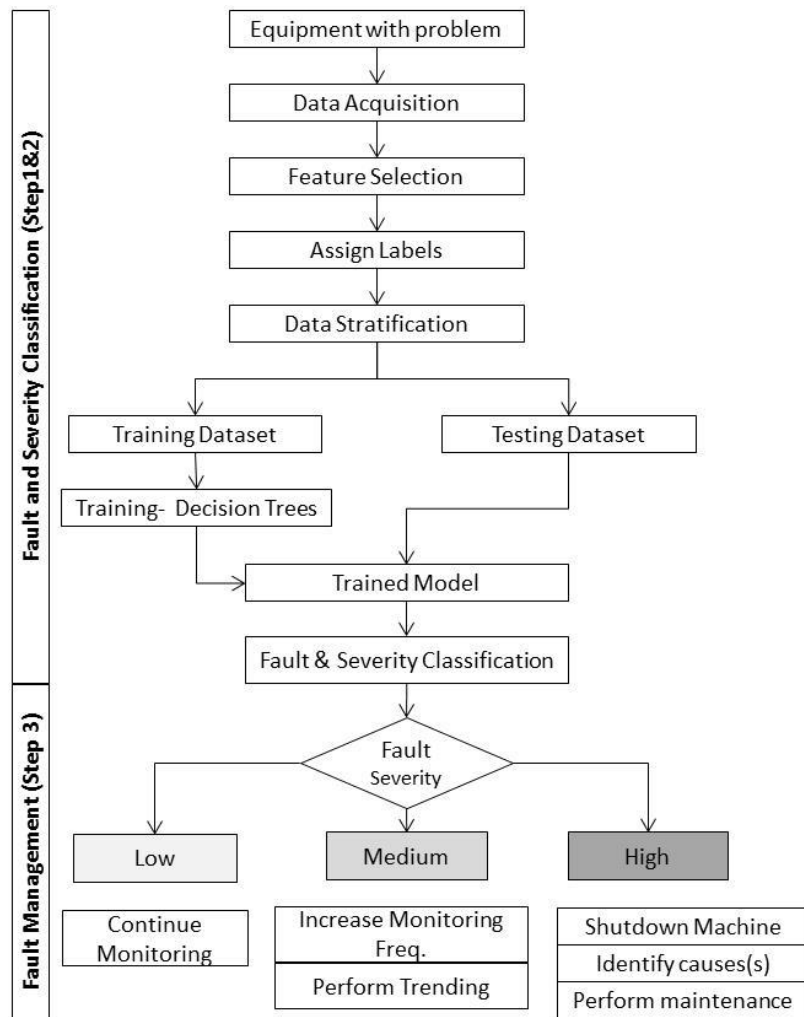 Fault and Severity Classification (Step1&2)
Equipment with problem
Data Acquisition
Feature Selection
Assign Labels
Data Stratification
Training Dataset
Testing Dataset
Training- Decision Trees
Trained Model
Fault & Severity Classification
Fault Management (Step 3)
Fault
Severity
Low
Medium
High
Continue
Monitoring
Increase Monitoring
Freq.
Perform Trending
Shutdown Machine
Identify causes(s)
Perform maintenance